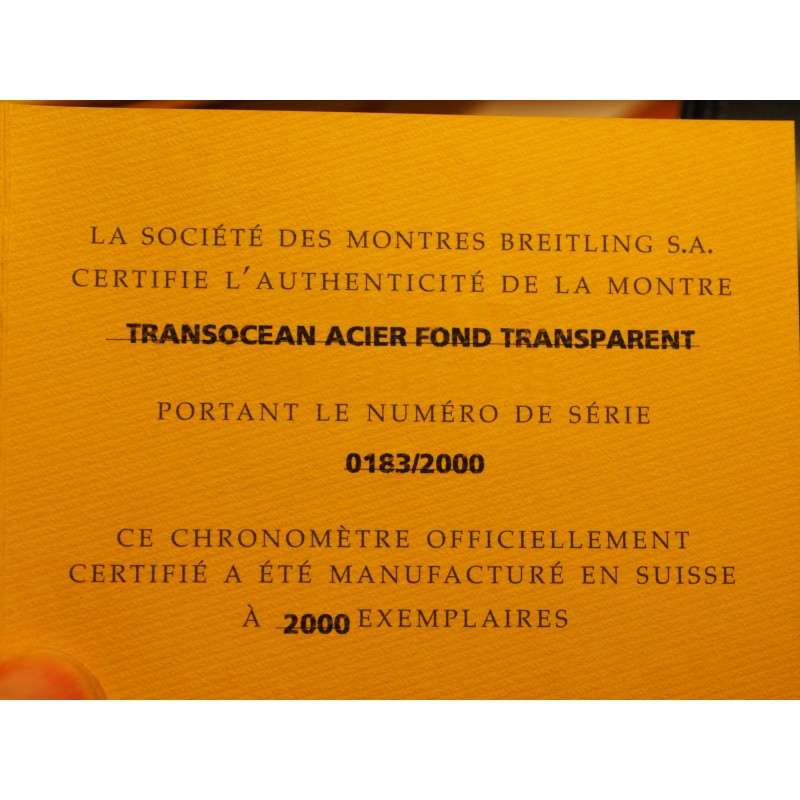 LA SOCIÉTÉ DES MONTRES BREITLING S.A.
CERTIFIE L'AUTHENTICITÉ DE LA MONTRE
TRANSOCEAN ACIER FOND TRANSPARENT
PORTANT LE NUMÉRO DE SÉRIE
0183/2000
CE CHRONOMÈTRE OFFICIELLEMENT
CERTIFIÉ A ÉTÉ MANUFACTURÉ EN SUISSE
À 2000 EXEMPLAIRES